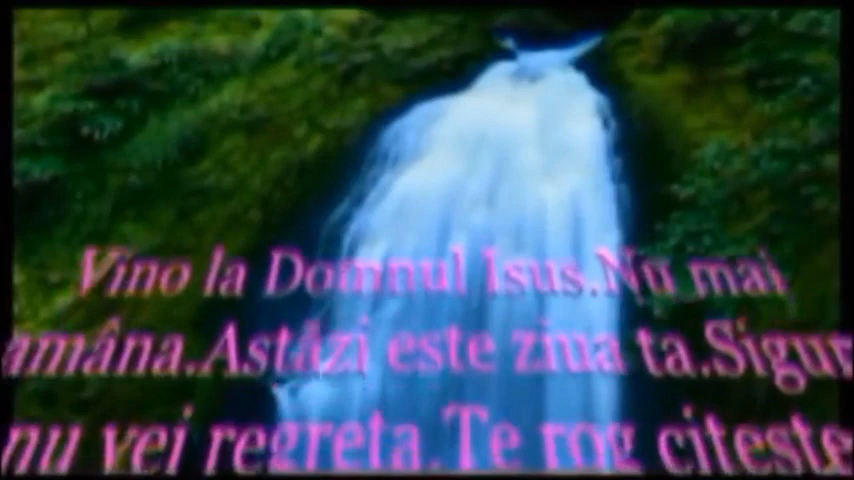 Vino la Domnul Isus.Nu mai
amâna.Astăzi este ziua ta.Sigur
nu vei regreta.Te rog citeste